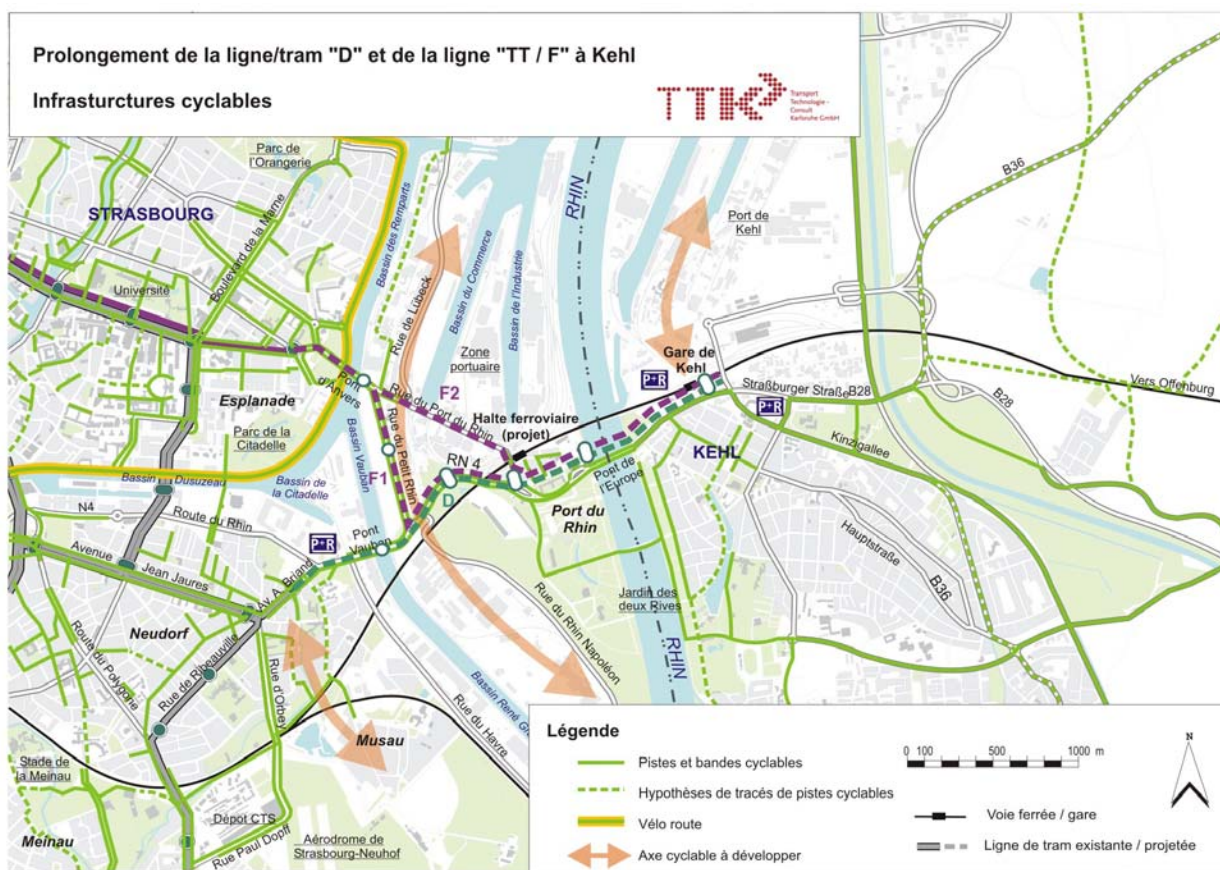 Prolongement de la ligne/tram "D" et de la ligne "TT / F" à Kehl
Infrasturctures cyclables
TTK
Transport
Technologie -
Consult
Karlsruhe GmbH
Parc de
l'Orangerie
STRASBOURG
Boulevard de la Marne
Université
Bassin des Remparts
Rue de Lübeck
Bassin du Commerce
Bassin de l'Industrie
RHIN
Port de
Kehl
B36
Zone
portuaire
Gare de
Kehl
P+R
Straßburger Straße
B28
B28
Vers Offenburg
P+R
Esplanade
Pont
d'Anvers
F2
Rue du Port du Rhin
Halte ferroviaire
(projet)
Parc de la
Citadelle
Bassin Vauban
Rue du Petit Rhin
F1
RN 4
D
KEHL
Kinzigallee
Pont de
l'Europe
Bassin Dusuzeau
Bassin de
la Citadelle
N4
Route du Rhin
Port du
Rhin
Pont
Vauban
P+R
Hauptstraße
B36
Avenue Jean Jaures
Av. A. Briand
Jardin des
deux Rives
Rue du Rhin Napoléon
Neudorf
Route du Polygone
Rue de Ribeauville
Rue d'Orbey
RHIN
Musau
Rue du Havre
Bassin René
Stade de
la Meinau
Meinau
Dépot CTS
Rue Paul Dopff
Aérodrome de
Strasbourg-Neuhof
Légende
Pistes et bandes cyclables
Hypothèses de tracés de pistes cyclables
Vélo route
Axe cyclable à développer
0 100 500 1000 m
N
Voie ferrée / gare
Ligne de tram existante / projetée